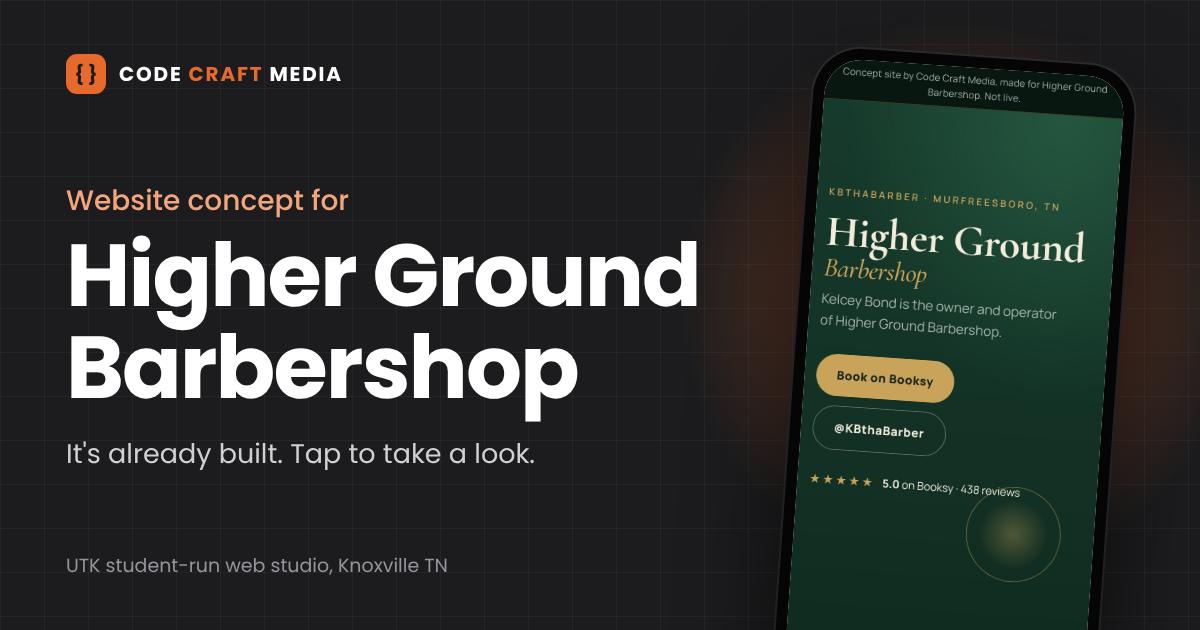 { } CODE CRAFT MEDIA
Website concept for
Higher Ground
Barbershop
It's already built. Tap to take a look.
UTK student-run web studio, Knoxville TN
Concept site by Code Craft Media, made for Higher Ground
Barbershop. Not live.
KBTHABARBER · MURFREESBORO, TN
Higher Ground
Barbershop
Kelcey Bond is the owner and operator
of Higher Ground Barbershop.
Book on Booksy
@KBthaBarber
★★★★★ 5.0 on Booksy · 438 reviews